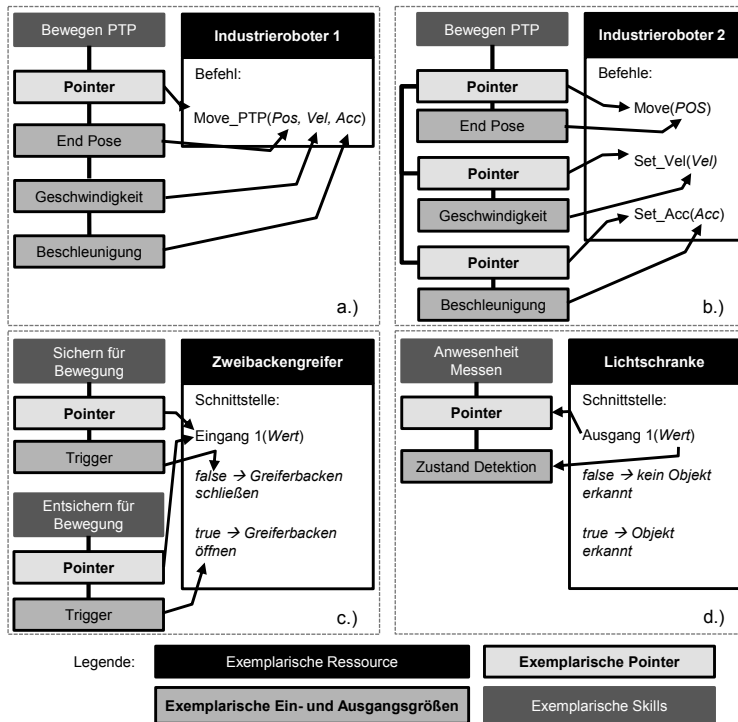 Bewegen PTP
Pointer
End Pose
Geschwindigkeit
Beschleunigung
Industrieroboter 1
Befehl:
Move_PTP(Pos, Vel, Acc)
a.)
Bewegen PTP
Pointer
End Pose
Pointer
Geschwindigkeit
Pointer
Beschleunigung
Industrieroboter 2
Befehle:
Move(POS)
Set_Vel(Vel)
Set_Acc(Acc)
b.)
Sichern für
Bewegung
Pointer
Trigger
Entsichern für
Bewegung
Pointer
Trigger
Zweibackengreifer
Schnittstelle:
Eingang 1(Wert)
false → Greiferbacken
schließen
true → Greiferbacken
öffnen
c.)
Anwesenheit
Messen
Pointer
Zustand Detektion
Lichtschranke
Schnittstelle:
Ausgang 1(Wert)
false → kein Objekt
erkannt
true → Objekt
erkannt
d.)
Legende:
Exemplarische Ressource
Exemplarische Pointer
Exemplarische Ein- und Ausgangsgrößen
Exemplarische Skills